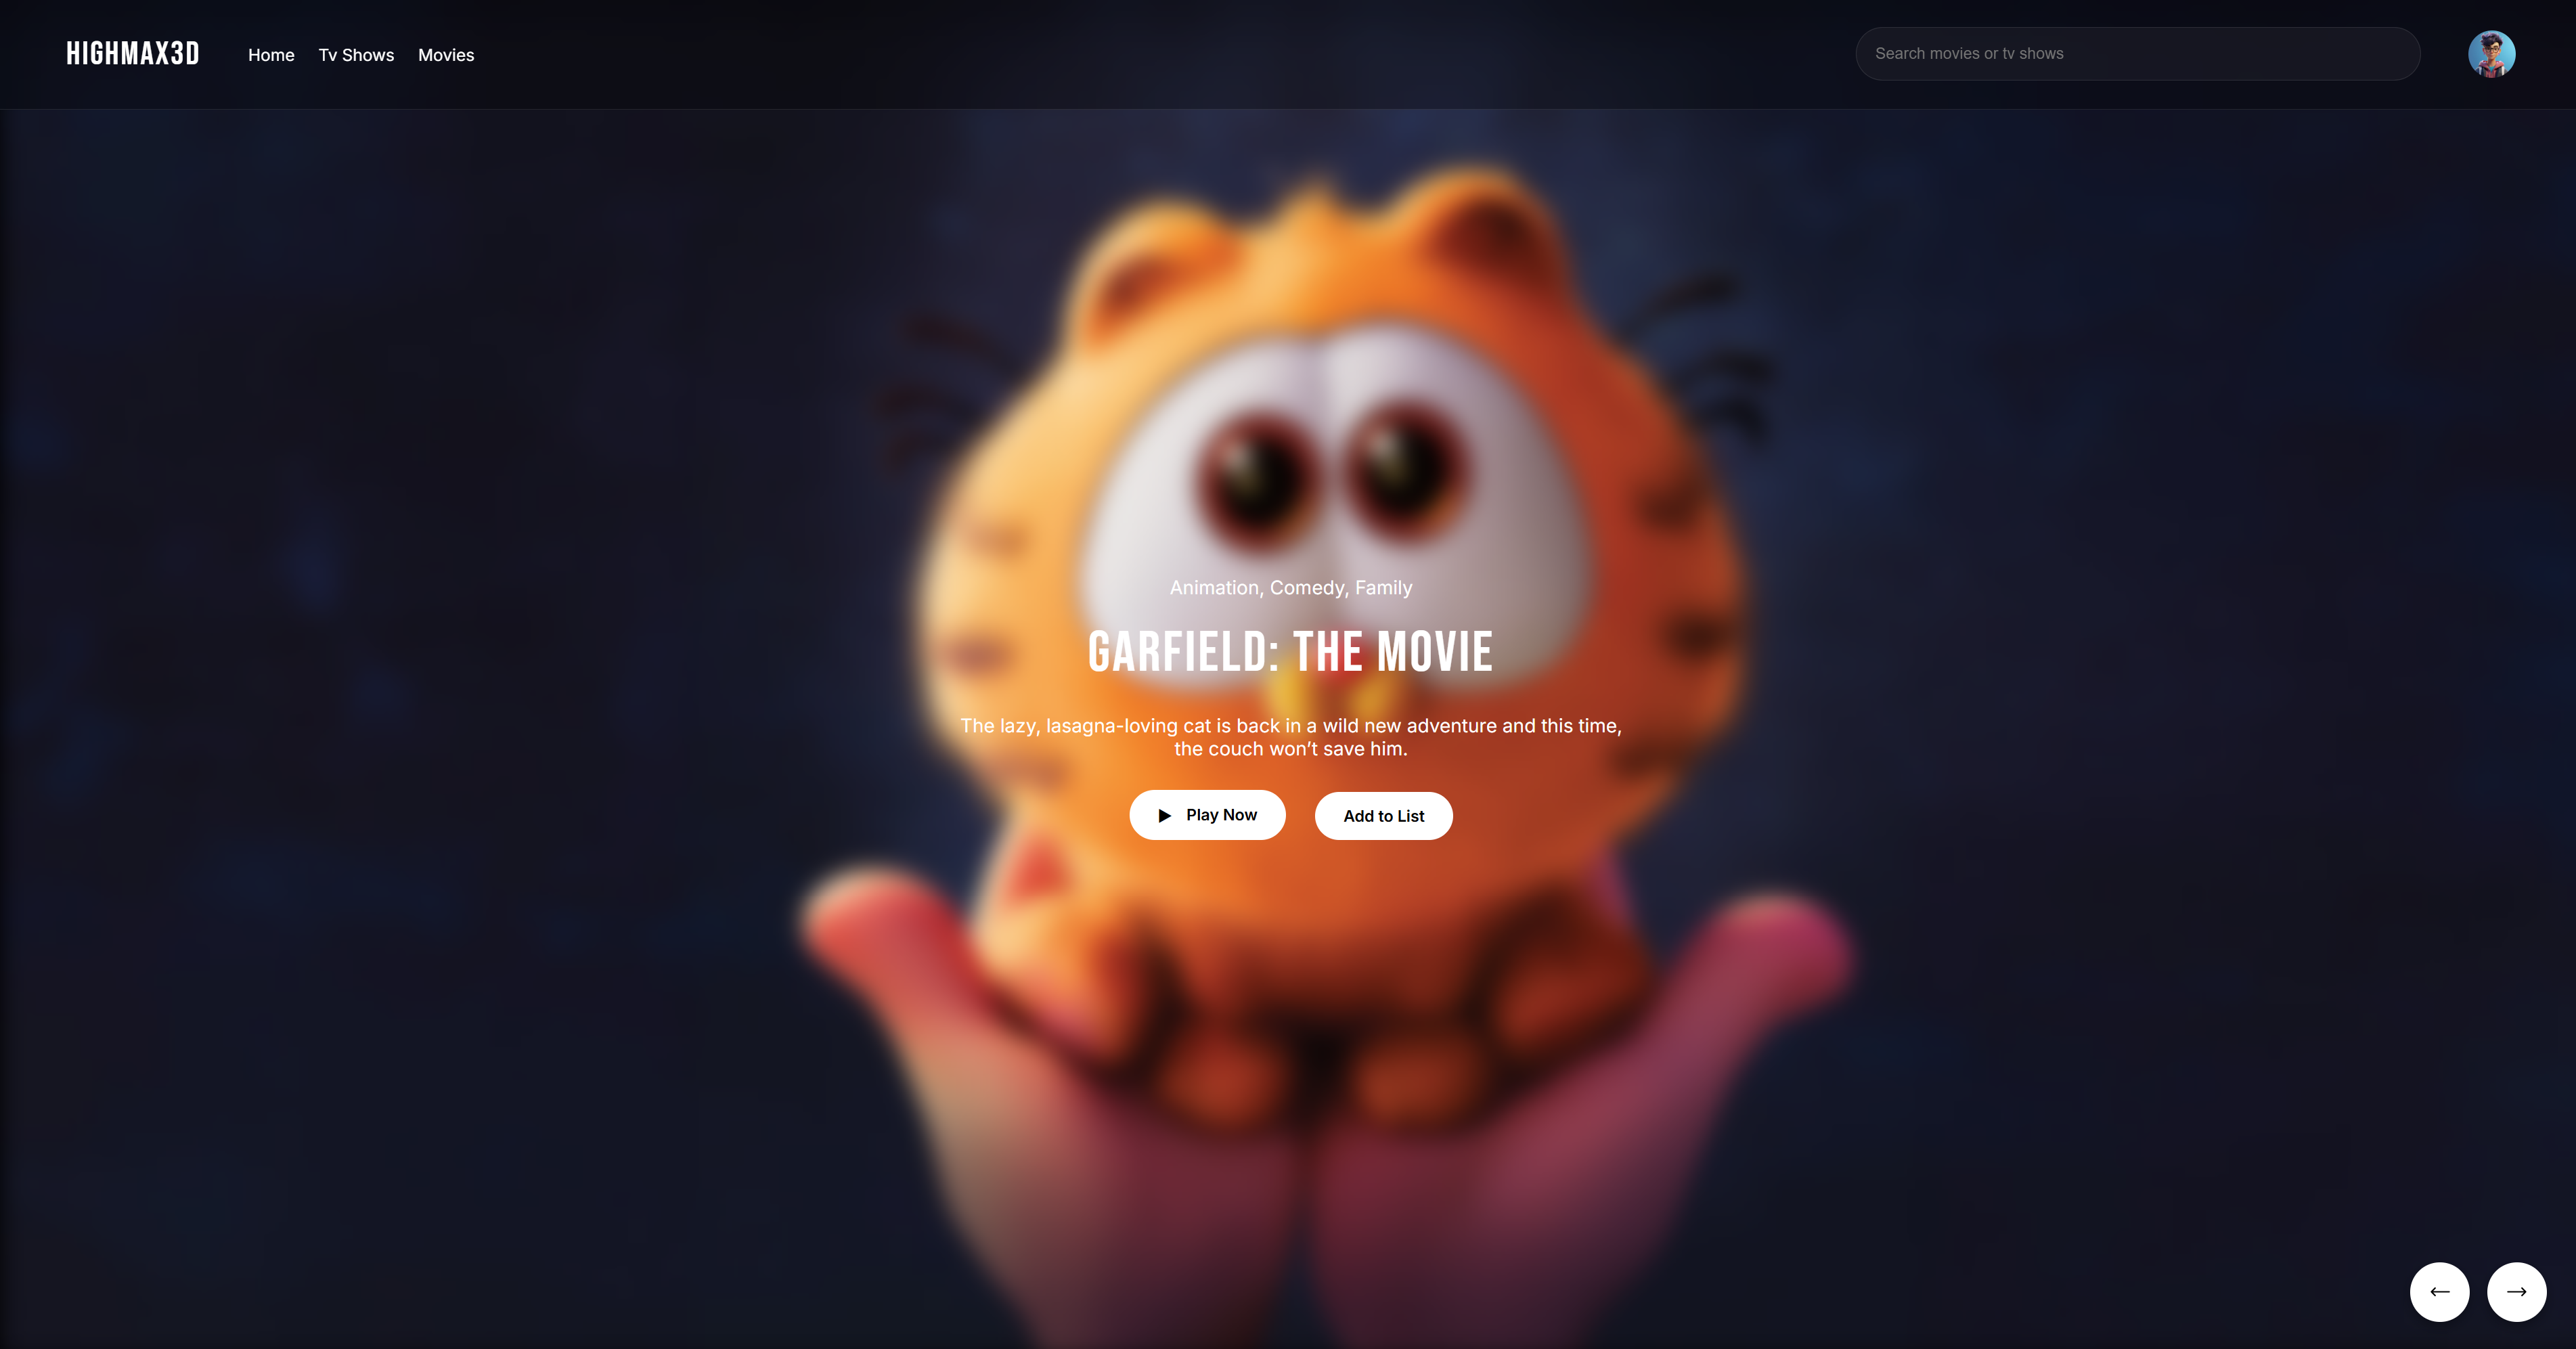 HIGHMAX3D
Home
Tv Shows
Movies
Search movies or tv shows
Animation, Comedy, Family
GARFIELD: THE MOVIE
The lazy, lasagna-loving cat is back in a wild new adventure and this time,
the couch won’t save him.
Play Now
Add to List